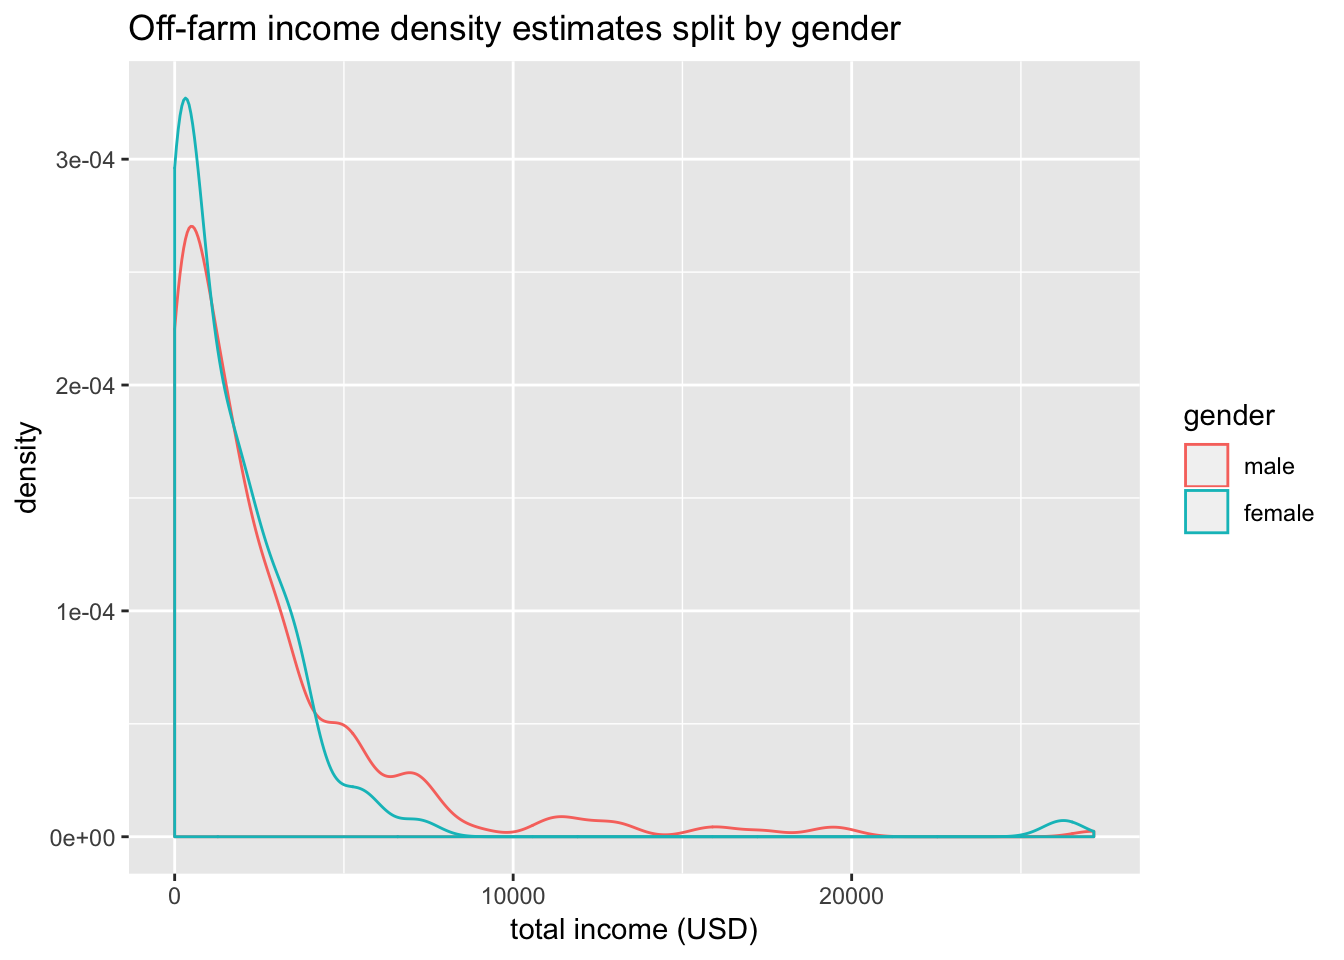 Off-farm income density estimates split by gender
3e-04
2e-04
1e-04
0e+00
density
0
10000
20000
total income (USD)
gender
male
female